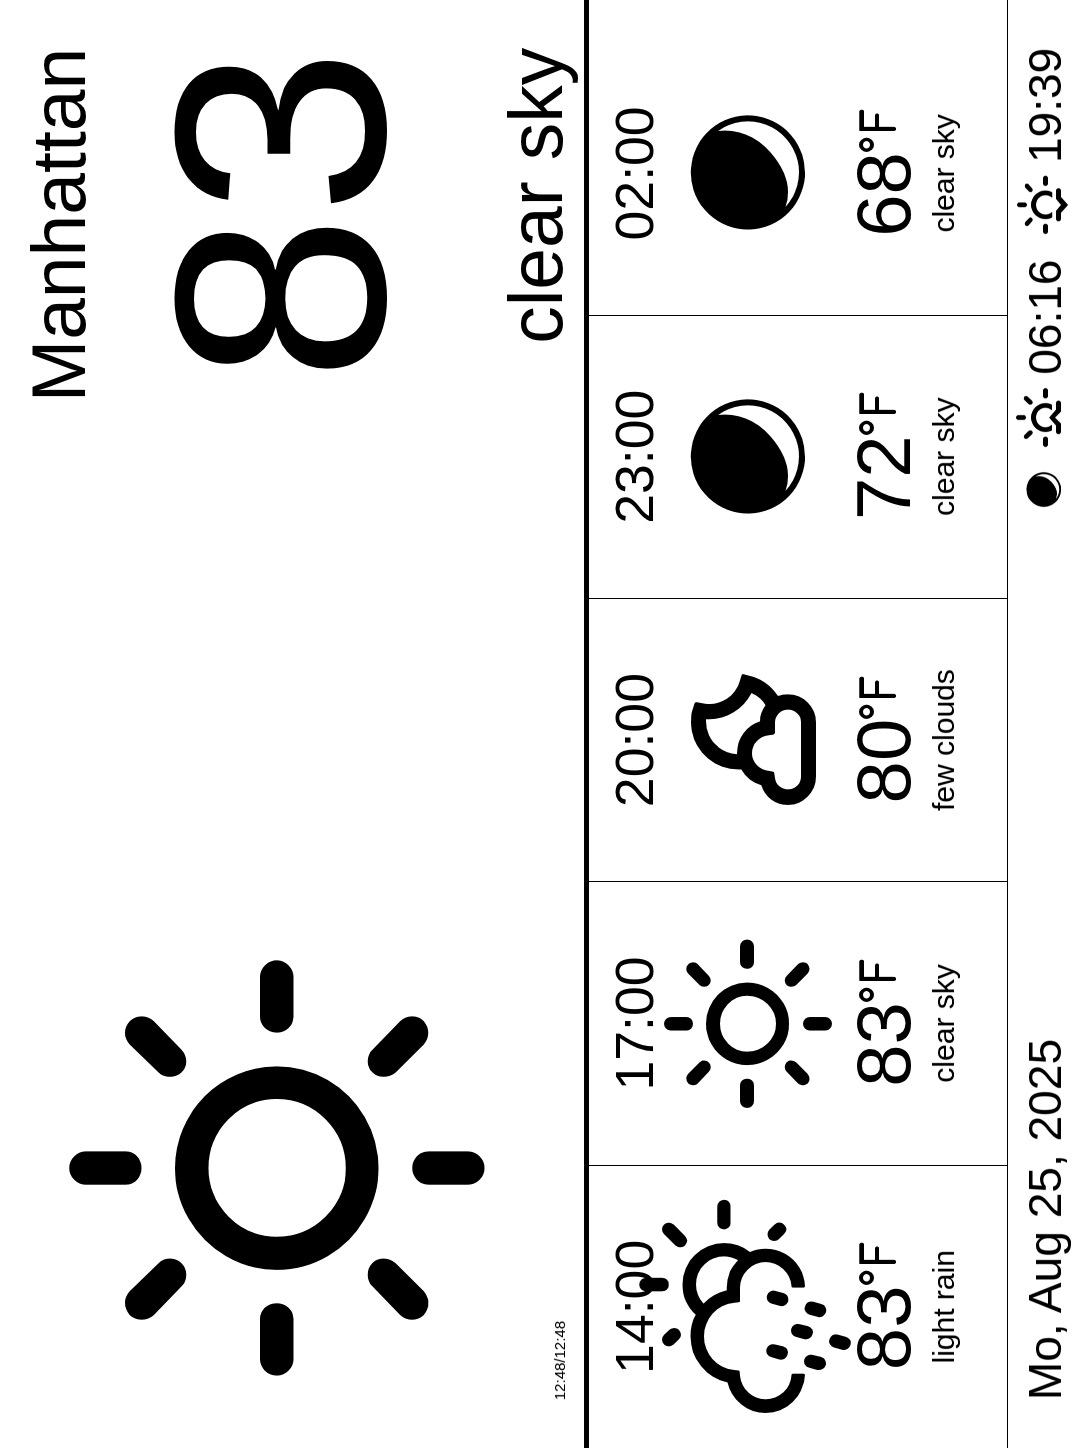 Manhattan
83
clear sky
12:48/12:48
14:00
83°F
light rain
17:00
83°F
clear sky
20:00
80°F
few clouds
23:00
72°F
clear sky
02:00
68°F
clear sky
Mo, Aug 25, 2025
06:16 19:39